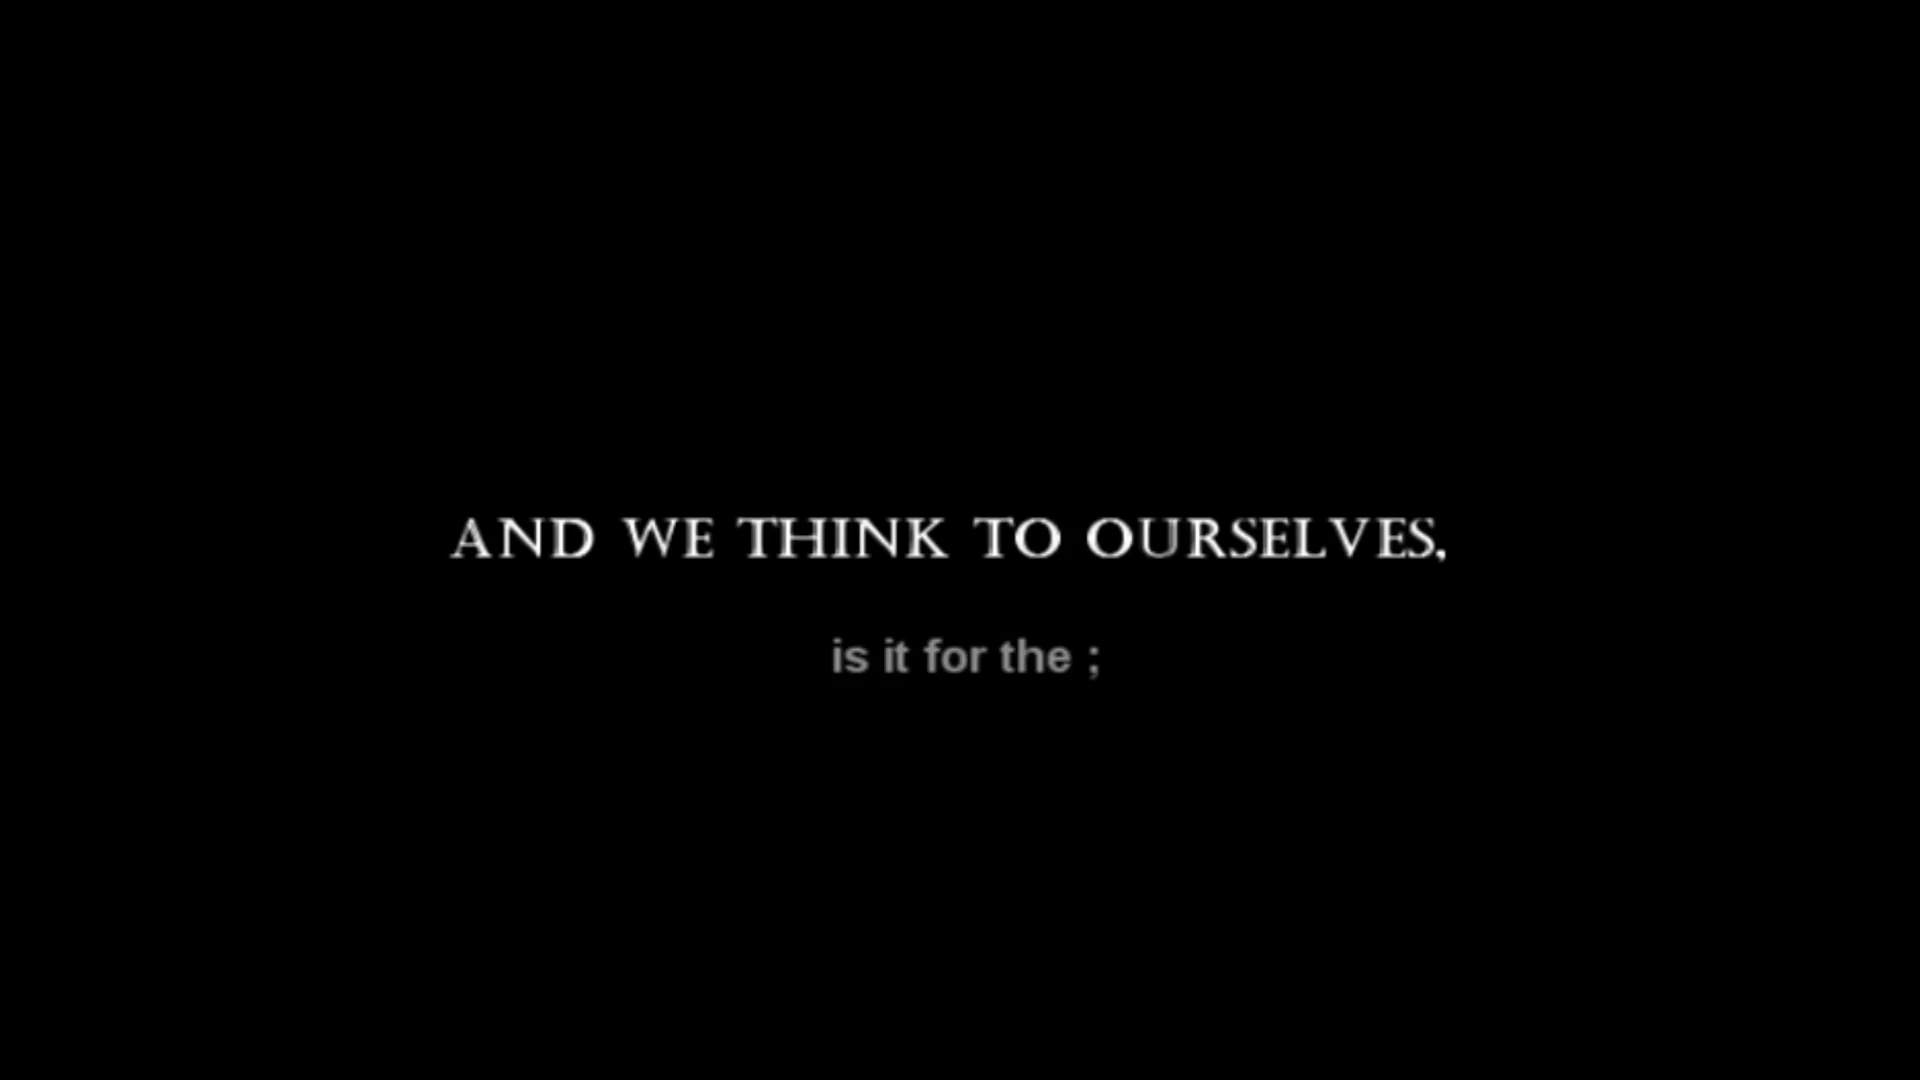 AND WE THINK TO OURSELVES,
is it for the ;